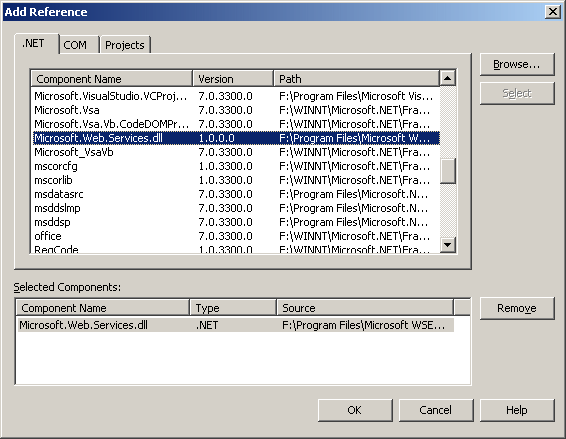 Add Reference
.NET COM Projects
Browse...
Select
Component Name Version Path
Microsoft.VisualStudio.VCProj... 7.0.3300.0 F:\Program Files\Microsoft Vis...
Microsoft.Vsa 7.0.3300.0 F:\WINNT\Microsoft.NET\Fra...
Microsoft.Vsa.Vb.CodeDOMPr... 7.0.3300.0 F:\WINNT\Microsoft.NET\Fra...
Microsoft.Web.Services.dll 1.0.0.0 F:\Program Files\Microsoft W...
Microsoft_VsaVb 7.0.3300.0 F:\WINNT\Microsoft.NET\Fra...
mscorcfg 1.0.3300.0 F:\WINNT\Microsoft.NET\Fra...
mscorlib 1.0.3300.0 F:\WINNT\Microsoft.NET\Fra...
msdatasrc 7.0.3300.0 F:\Program Files\Microsoft.N...
msddslmp 7.0.3300.0 F:\Program Files\Microsoft.N...
msddsp 7.0.3300.0 F:\Program Files\Microsoft.N...
office 7.0.3300.0 F:\WINNT\Microsoft.NET\Fra...
RegCode 1.0.3300.0 F:\WINNT\Microsoft.NET\Fra...
Selected Components:
Component Name Type Source
Microsoft.Web.Services.dll .NET F:\Program Files\Microsoft WSE...
Remove
OK Cancel Help